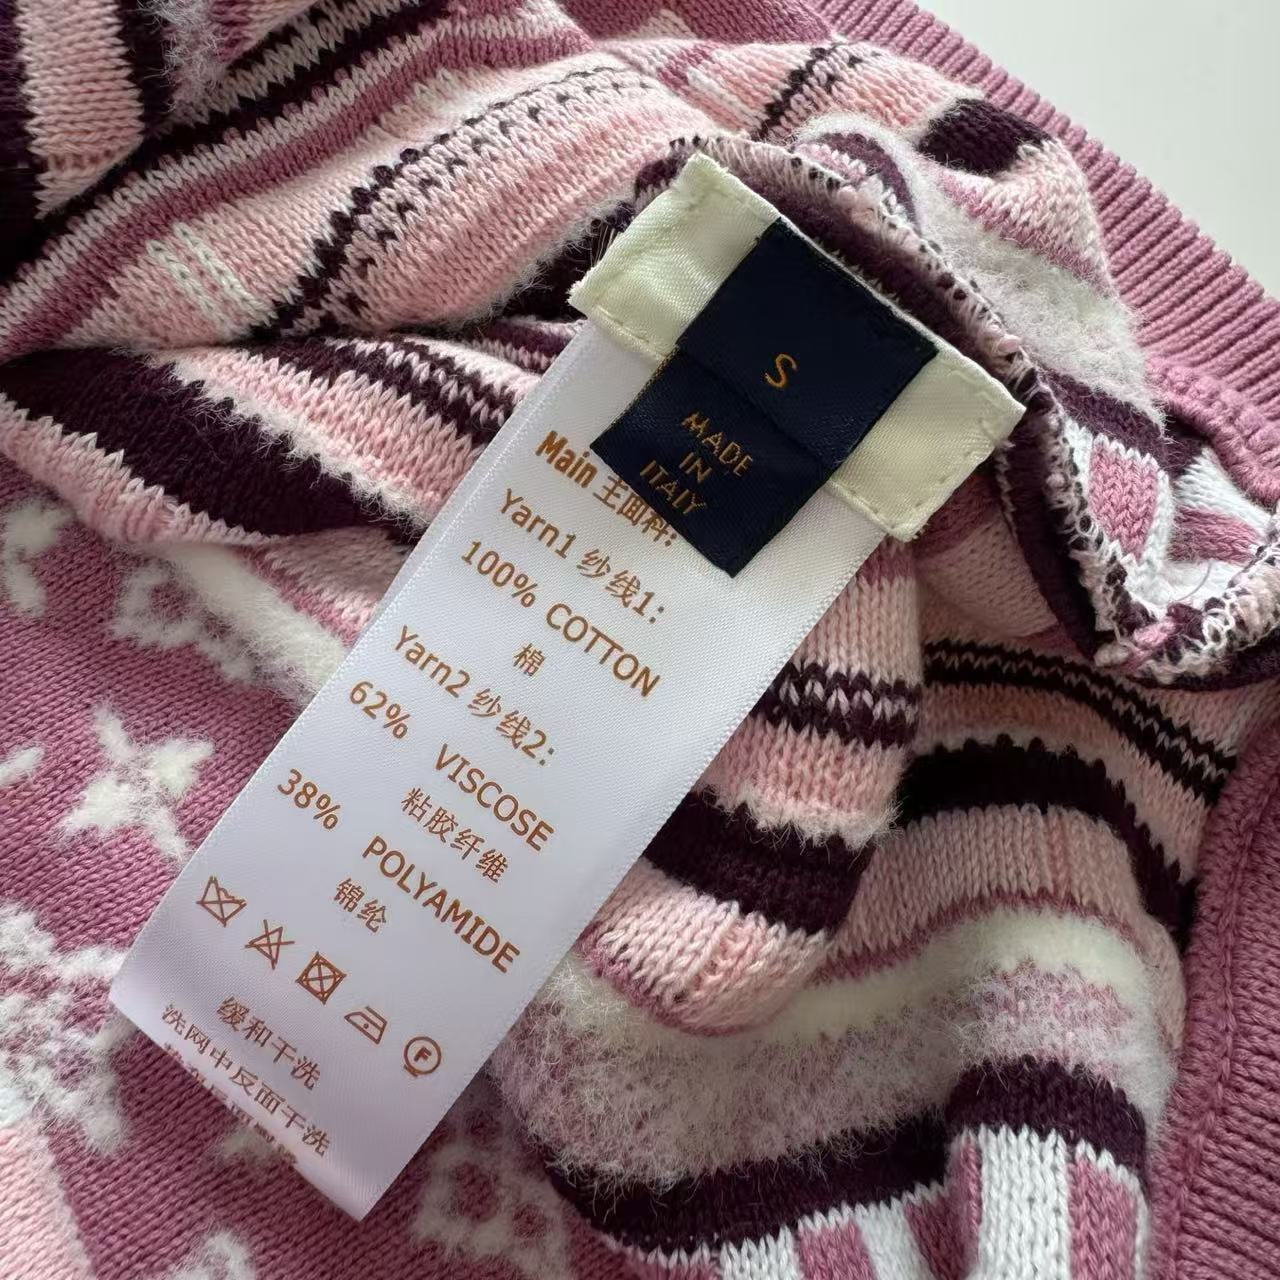 S
MADE
IN
ITALY
Main 主面料:
Yarn1 纱线1:
100% COTTON
棉
Yarn2 纱线2:
62% VISCOSE
粘胶纤维
38% POLYAMIDE
锦纶
F
缓和干洗
洗网中反面干洗